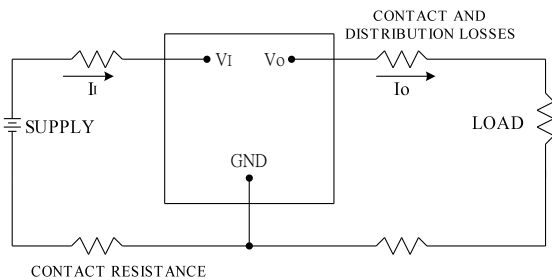 CONTACT AND
DISTRIBUTION LOSSES
VI
VO
II
IO
SUPPLY
LOAD
GND
CONTACT RESISTANCE